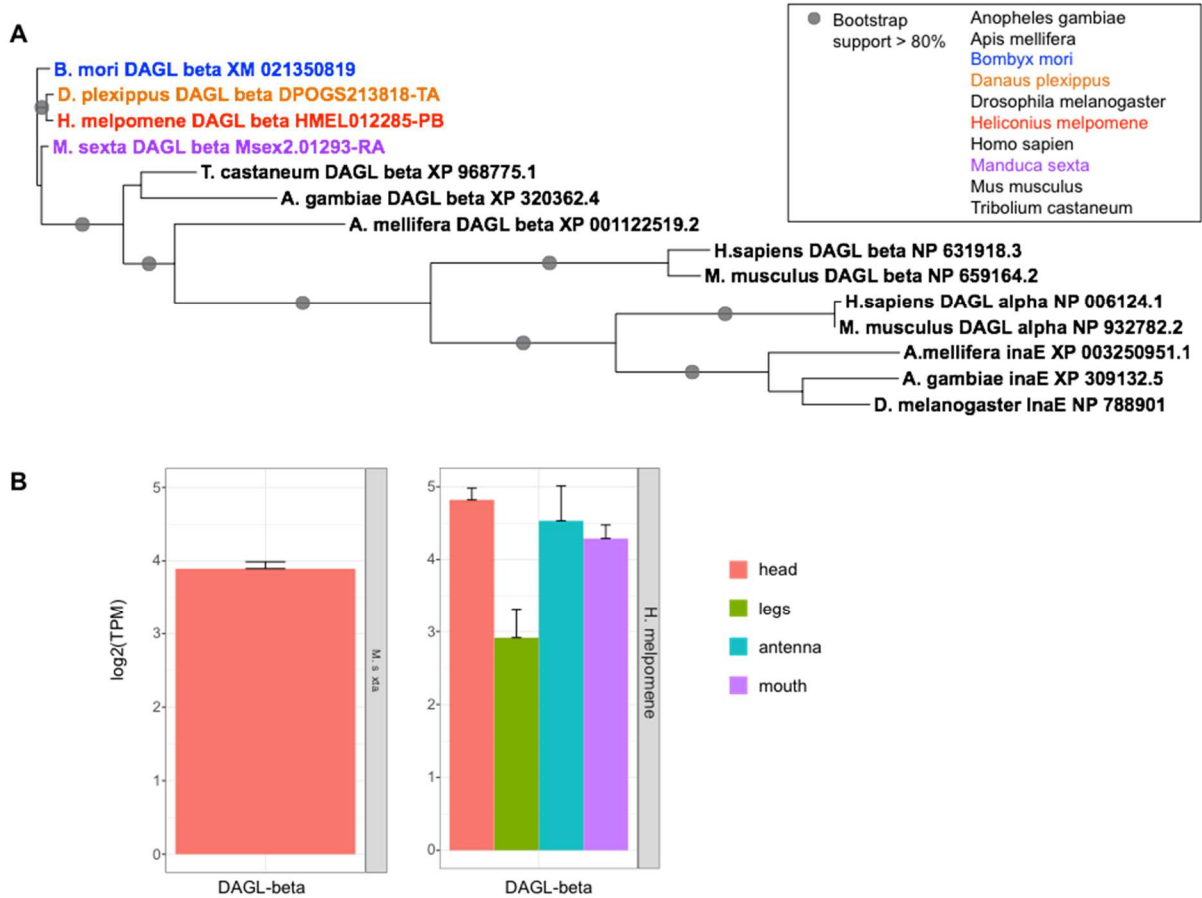 A
Bootstrap
support > 80%
Anopheles gambiae
Apis mellifera
Bombyx mori
Danaus plexippus
Drosophila melanogaster
Heliconius melpomene
Homo sapien
Manduca sexta
Mus musculus
Tribolium castaneum
B. mori DAGL beta XM 021350819
D. plexippus DAGL beta DPOGS213818-TA
H. melpomene DAGL beta HMEL012285-PB
M. sexta DAGL beta Msex2.01293-RA
T. castaneum DAGL beta XP 968775.1
A. gambiae DAGL beta XP 320362.4
A. mellifera DAGL beta XP 001122519.2
H.sapiens DAGL beta NP 631918.3
M. musculus DAGL beta NP 659164.2
H.sapiens DAGL alpha NP 006124.1
M. musculus DAGL alpha NP 932782.2
A.mellifera inaE XP 003250951.1
A. gambiae inaE XP 309132.5
D. melanogaster InaE NP 788901
B
log2(TPM)
5
4
3
2
1
0
DAGL-beta
M. s xta
5
4
3
2
1
0
DAGL-beta
H. melpomene
head
legs
antenna
mouth